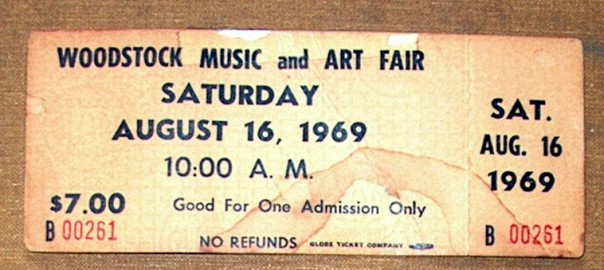 WOODSTOCK MUSIC and ART FAIR
SATURDAY
AUGUST 16, 1969
10:00 A. M.
$7.00 Good For One Admission Only
B 00261
NO REFUNDS GLOBE TICKET COMPANY
SAT.
AUG. 16
1969
B 00261